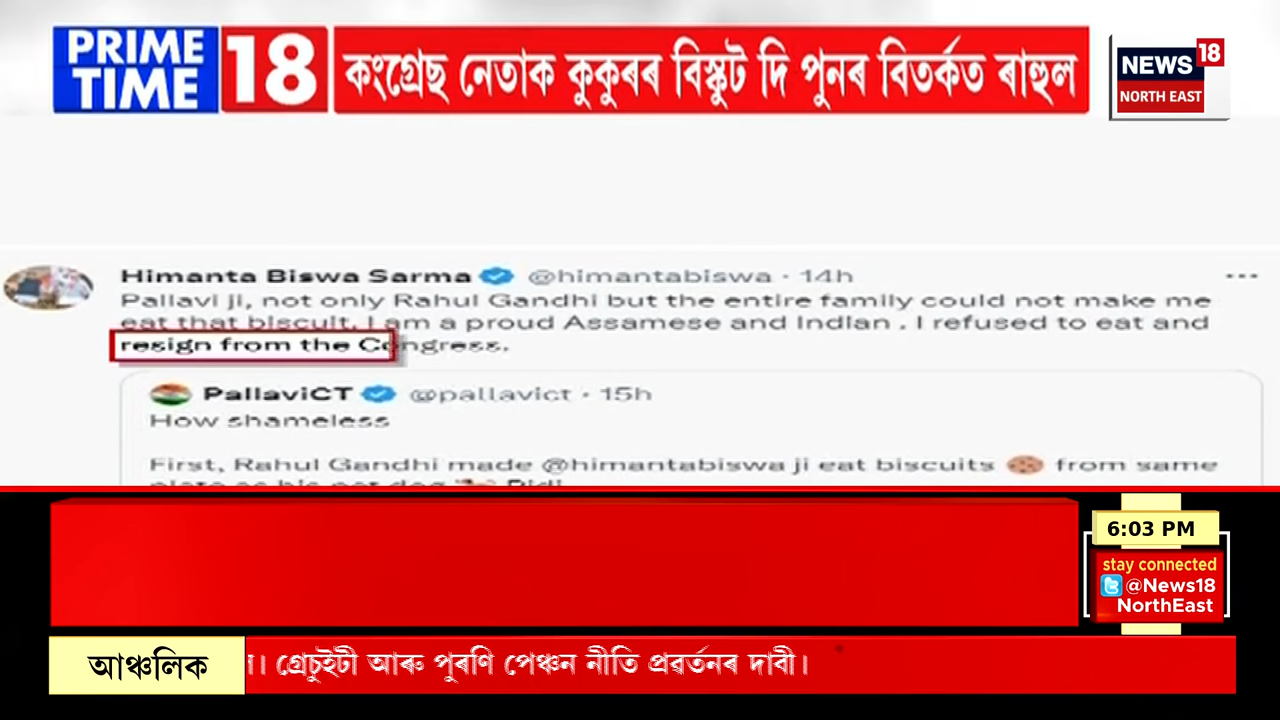 PRIME
TIME
18
কংগ্ৰেছ নেতাক কুকুৰৰ বিস্কুট দি পুনৰ বিতৰ্কত ৰাহুল
NEWS 18
NORTH EAST
Himanta Biswa Sarma @himantabiswa · 14h
Pallavi ji, not only Rahul Gandhi but the entire family could not make me
eat that biscuit. I am a proud Assamese and Indian . I refused to eat and
resign from the Congress.
PallaviCT @pallavict · 15h
How shameless
First, Rahul Gandhi made @himantabiswa ji eat biscuits 🍪 from same
6:03 PM
stay connected
@News18
NorthEast
আঞ্চলিক
। গ্ৰেচুইটী আৰু পুৰণি পেঞ্চন নীতি প্ৰৱৰ্তনৰ দাবী।